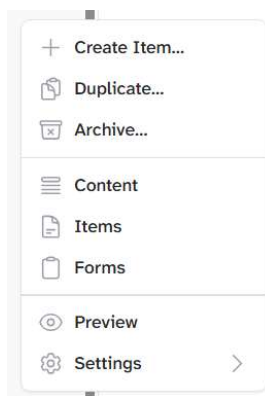 Create Item...
Duplicate...
Archive...
Content
Items
Forms
Preview
Settings